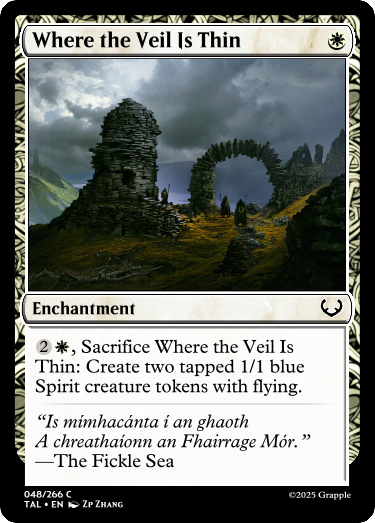 Where the Veil Is Thin
Enchantment
2, Sacrifice Where the Veil Is
Thin: Create two tapped 1/1 blue
Spirit creature tokens with flying.
“Is mímhacánta í an ghaoth
A chreathaíonn an Fhairrage Mór.”
—The Fickle Sea
048/266 C
TAL • EN Zp Zhang
©2025 Grapple